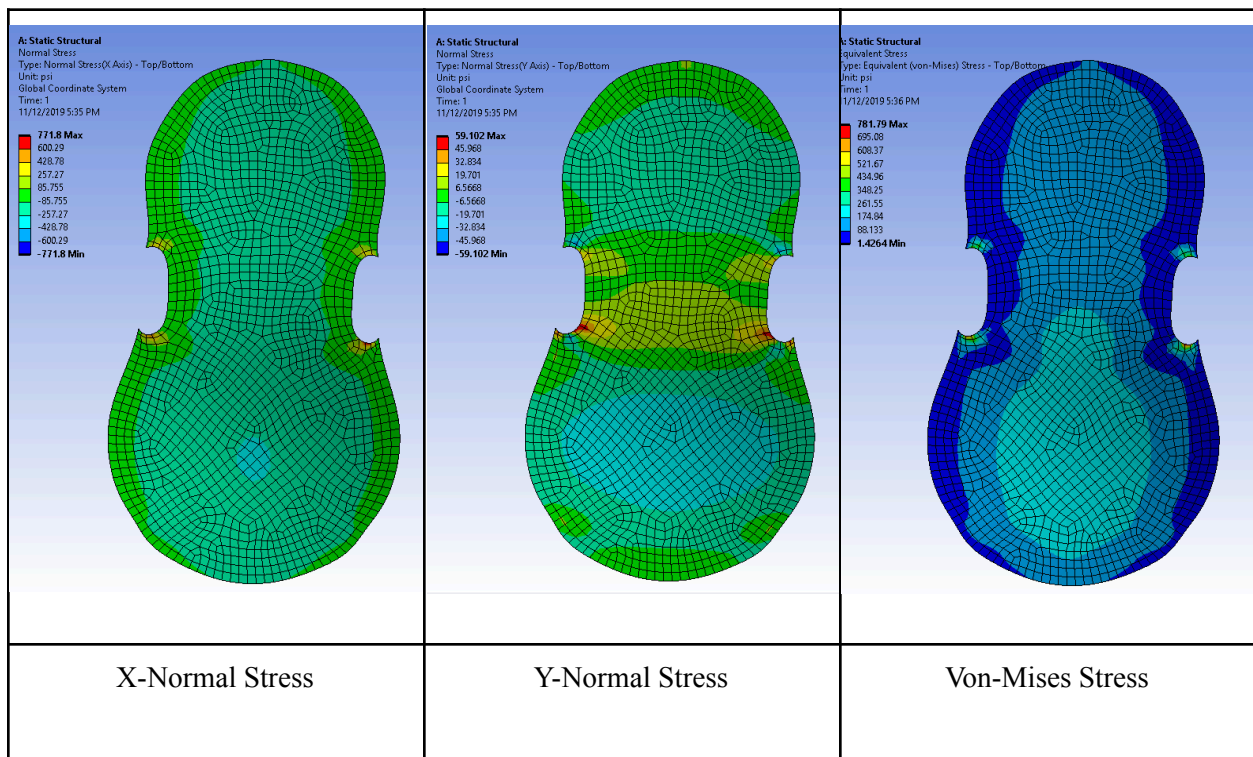 A: Static Structural
Normal Stress
Type: Normal Stress(X Axis) - Top/Bottom
Unit: psi
Global Coordinate System
Time: 1
11/12/2019 5:35 PM
771.8 Max
600.29
428.78
257.27
85.755
-85.755
-257.27
-428.78
-600.29
-771.8 Min
A: Static Structural
Normal Stress
Type: Normal Stress(Y Axis) - Top/Bottom
Unit: psi
Global Coordinate System
Time: 1
11/12/2019 5:35 PM
59.102 Max
45.968
32.834
19.701
6.5668
-6.5668
-19.701
-32.834
-45.968
-59.102 Min
A: Static Structural
Equivalent Stress
Type: Equivalent (von-Mises) Stress - Top/Bottom
Unit: psi
Time: 1
11/12/2019 5:36 PM
781.79 Max
695.08
608.37
521.67
434.96
348.25
261.55
174.84
88.133
1.4264 Min
X-Normal Stress
Y-Normal Stress
Von-Mises Stress